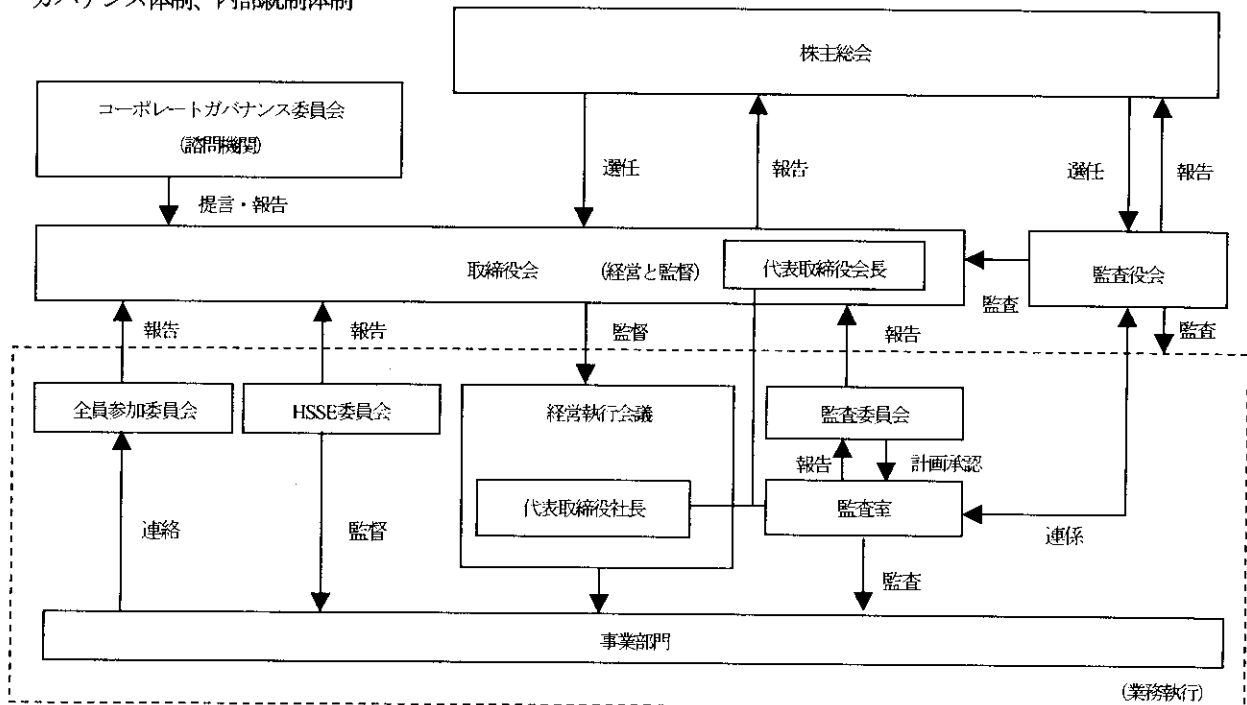 ガバナンス体制、内部統制体制
株主総会
コーポレートガバナンス委員会
(諮問機関)
選任
報告
選任
報告
提言・報告
取締役会 (経営と監督)
代表取締役会長
監査役会
監査
報告
報告
監督
報告
監査
全員参加委員会
HSSE委員会
経営執行会議
監査委員会
報告
計画承認
代表取締役社長
監査室
連絡
監督
連係
監査
事業部門
(業務執行)